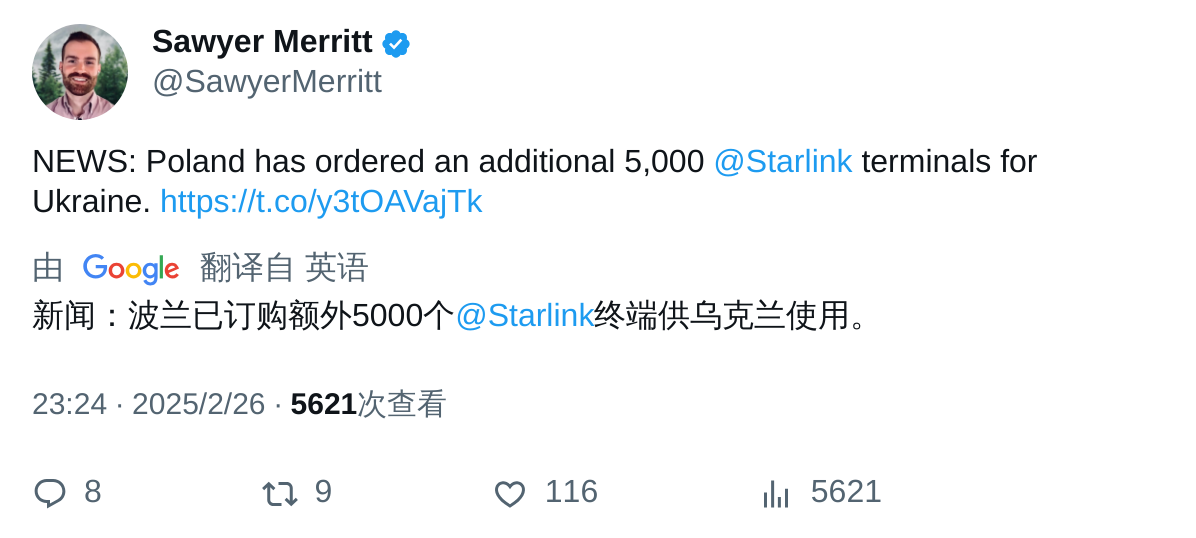 Sawyer Merritt
@SawyerMerritt
NEWS: Poland has ordered an additional 5,000 @Starlink terminals for
Ukraine. https://t.co/y3tOAVajTk
由 Google 翻译自 英语
新闻：波兰已订购额外5000个@Starlink终端供乌克兰使用。
23:24 · 2025/2/26 · 5621次查看
8 9 116 5621